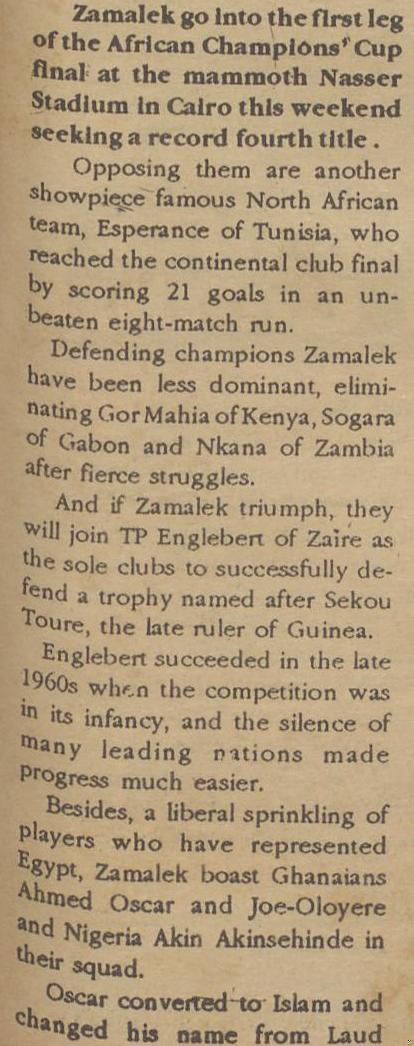 Zamalek go into the first leg
of the African Champions' Cup
final at the mammoth Nasser
Stadium in Cairo this weekend
seeking a record fourth title .
Opposing them are another
showpiece famous North African
team, Esperance of Tunisia, who
reached the continental club final
by scoring 21 goals in an un-
beaten eight-match run.
Defending champions Zamalek
have been less dominant, elimi-
nating Gor Mahia of Kenya, Sogara
of Gabon and Nkana of Zambia
after fierce struggles.
And if Zamalek triumph, they
will join TP Englebert of Zaire as
the sole clubs to successfully de-
fend a trophy named after Sekou
Toure, the late ruler of Guinea.
Englebert succeeded in the late
1960s when the competition was
in its infancy, and the silence of
many leading nations made
progress much easier.
Besides, a liberal sprinkling of
players who have represented
Egypt, Zamalek boast Ghanaians
Ahmed Oscar and Joe-Oloyere
and Nigeria Akin Akinsehinde in
their squad.
Oscar converted to Islam and
changed his name from Laud